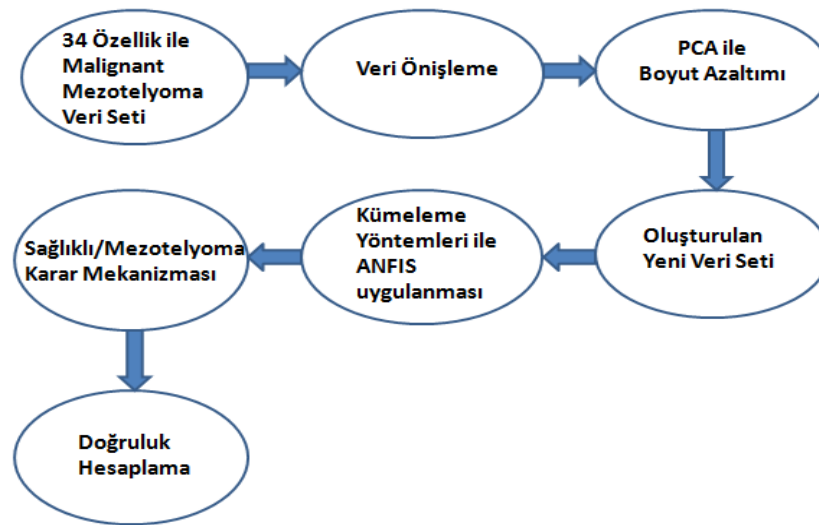 34 Özellik ile
Malignant
Mezotelyoma
Veri Seti
Veri Önişleme
PCA ile
Boyut Azaltımı
Oluşturulan
Yeni Veri Seti
Kümeleme
Yöntemleri ile
ANFIS
uygulanması
Sağlıklı/Mezotelyoma
Karar Mekanizması
Doğruluk
Hesaplama